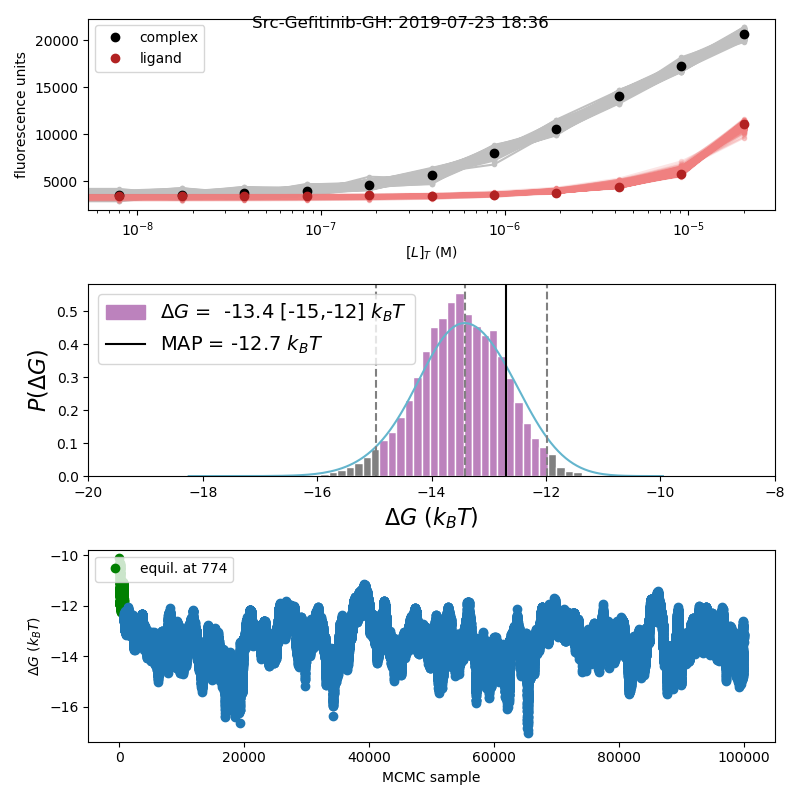 Src-Gefitinib-GH: 2019-07-23 18:36
complex
ligand
fluorescence units
20000
15000
10000
5000
10⁻⁸ 10⁻⁷ 10⁻⁶ 10⁻⁵
[L]_T (M)
ΔG = -13.4 [-15,-12] k_BT
MAP = -12.7 k_BT
P(ΔG)
0.5
0.4
0.3
0.2
0.1
0.0
−20 −18 −16 −14 −12 −10 −8
ΔG (k_BT)
equil. at 774
ΔG (k_BT)
−10
−12
−14
−16
0 20000 40000 60000 80000 100000
MCMC sample